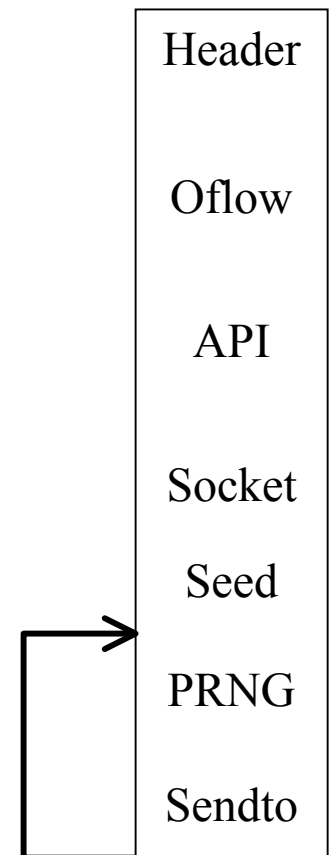 Header
Oflow
API
Socket
Seed
PRNG
Sendto